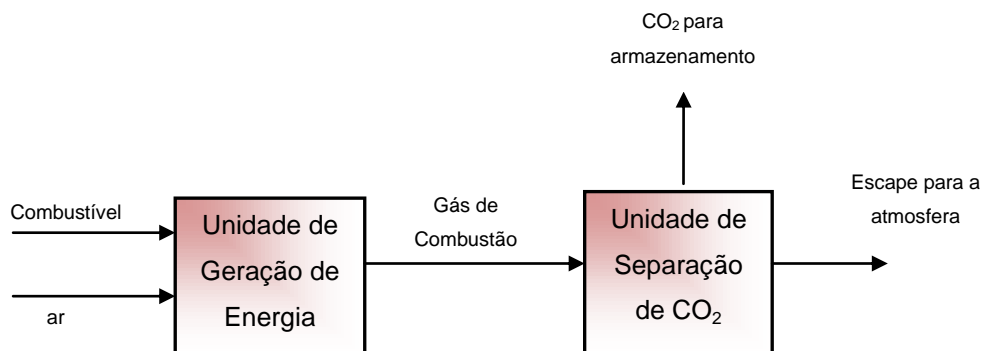 CO₂ para
armazenamento
Escape para a
atmosfera
Combustível
ar
Unidade de
Geração de
Energia
Gás de
Combustão
Unidade de
Separação
de CO₂